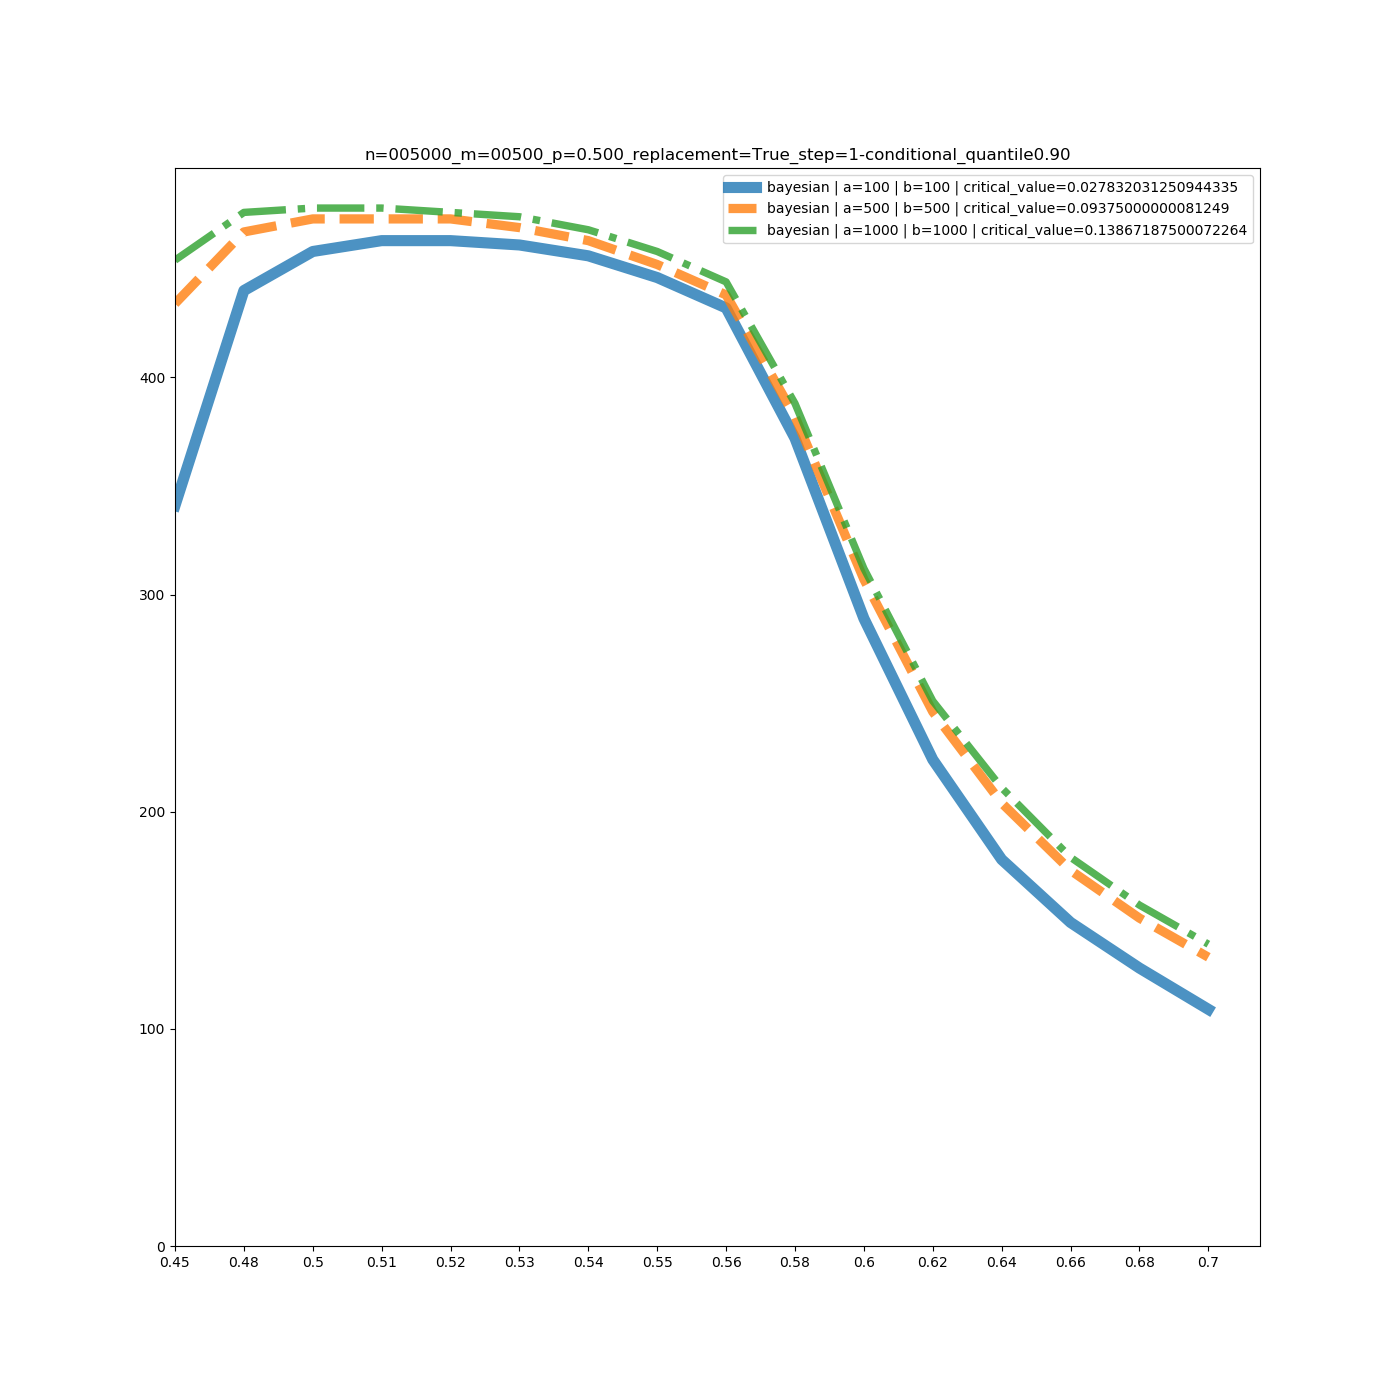 n=005000_m=00500_p=0.500_replacement=True_step=1-conditional_quantile0.90
bayesian | a=100 | b=100 | critical_value=0.027832031250944335
bayesian | a=500 | b=500 | critical_value=0.09375000000081249
bayesian | a=1000 | b=1000 | critical_value=0.13867187500072264
400
300
200
100
0
0.45 0.48 0.5 0.51 0.52 0.53 0.54 0.55 0.56 0.58 0.6 0.62 0.64 0.66 0.68 0.7